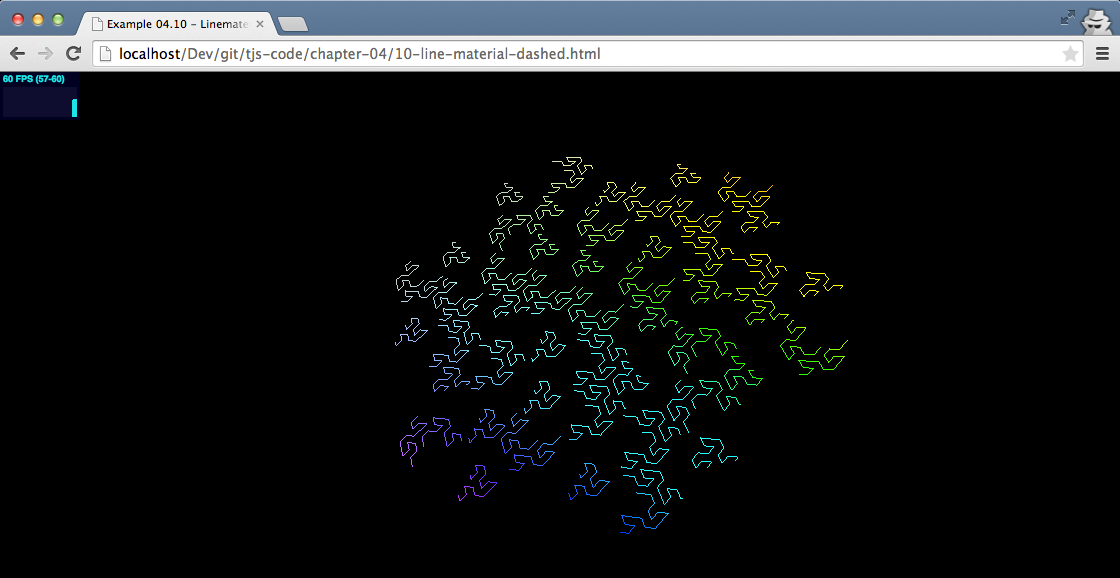 Example 04.10 - Linemate
localhost/Dev/git/tjs-code/chapter-04/10-line-material-dashed.html
60 FPS (57-60)